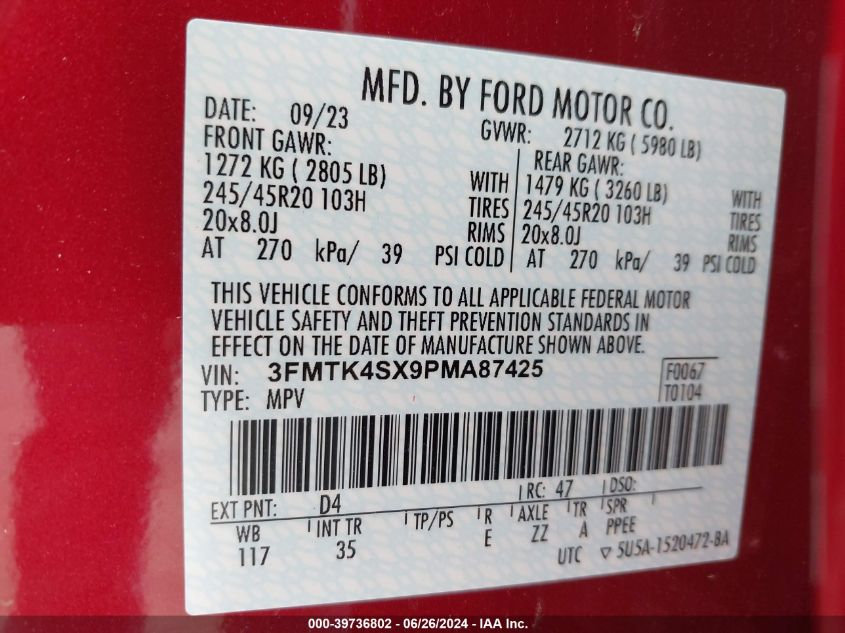 MFD. BY FORD MOTOR CO.
DATE: 09/23 GVWR: 2712 KG ( 5980 LB)
FRONT GAWR: REAR GAWR:
1272 KG ( 2805 LB) WITH 1479 KG ( 3260 LB) WITH
245/45R20 103H TIRES 245/45R20 103H TIRES
20x8.0J RIMS 20x8.0J RIMS
AT 270 kPa/ 39 PSI COLD AT 270 kPa/ 39 PSI COLD
THIS VEHICLE CONFORMS TO ALL APPLICABLE FEDERAL MOTOR
VEHICLE SAFETY AND THEFT PREVENTION STANDARDS IN
EFFECT ON THE DATE OF MANUFACTURE SHOWN ABOVE.
VIN: 3FMTK4SX9PMA87425 F0067
TYPE: MPV T0104
EXT PNT: D4 RC: 47 DSO:
WB INT TR TP/PS R AXLE TR SPR
117 35 E ZZ A PPEE
UTC 5U5A-1520472-BA
000-39736802 / 06/26/2024 - IAA Inc.